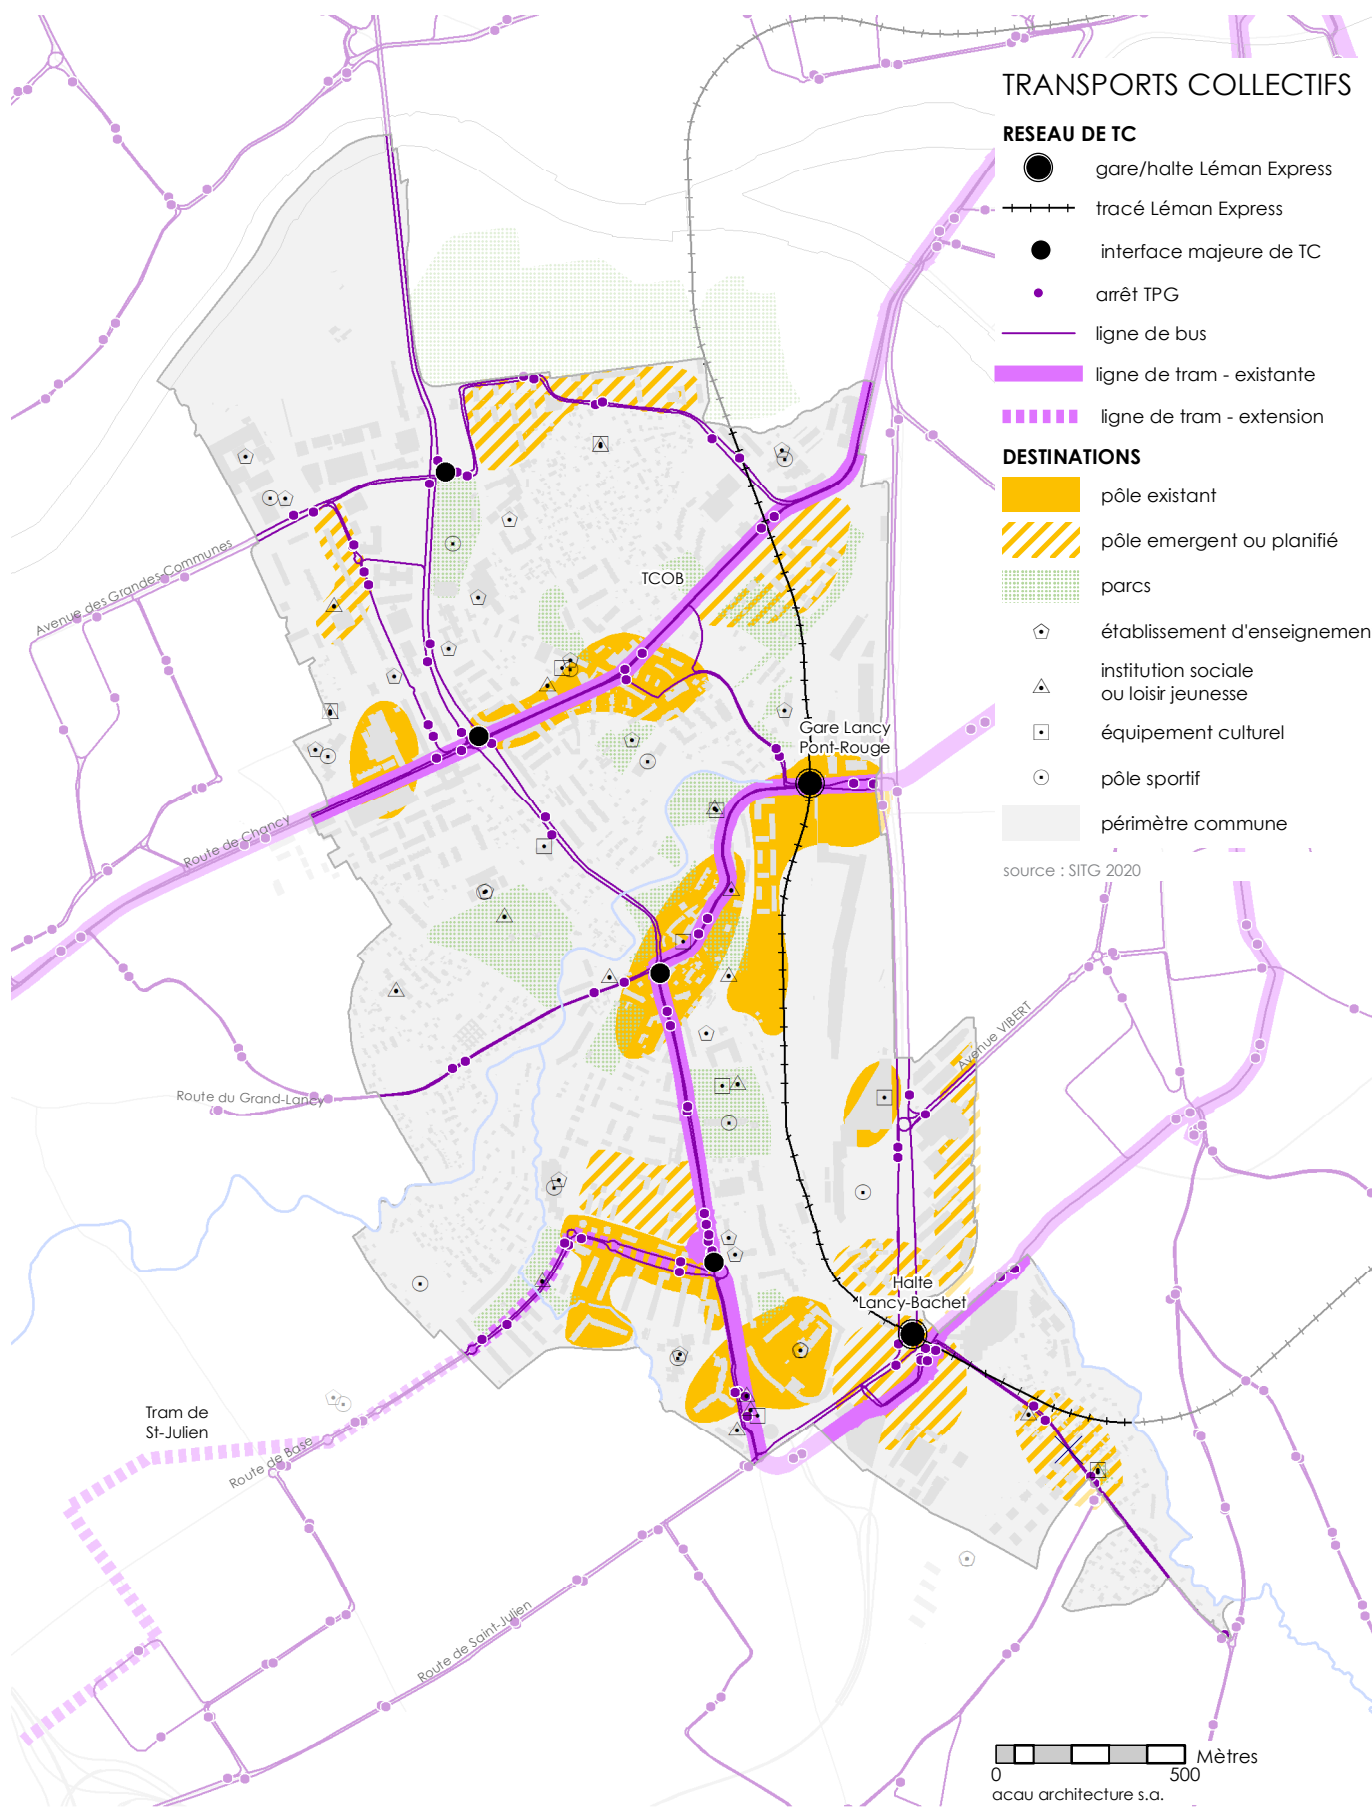 TRANSPORTS COLLECTIFS
RESEAU DE TC
gare/halte Léman Express
tracé Léman Express
interface majeure de TC
arrêt TPG
ligne de bus
ligne de tram - existante
ligne de tram - extension
DESTINATIONS
pôle existant
pôle emergent ou planifié
parcs
établissement d'enseignemen
institution sociale
ou loisir jeunesse
équipement culturel
pôle sportif
périmètre commune
source : SITG 2020
Avenue des Grandes Communes
TCOB
Gare Lancy
Pont-Rouge
Route de Chancy
Avenue VIBERT
Route du Grand-Lancy
Halte
Lancy-Bachet
Tram de
St-Julien
Route de Base
Route de Saint-Julien
Mètres
0
500
acau architecture s.a.